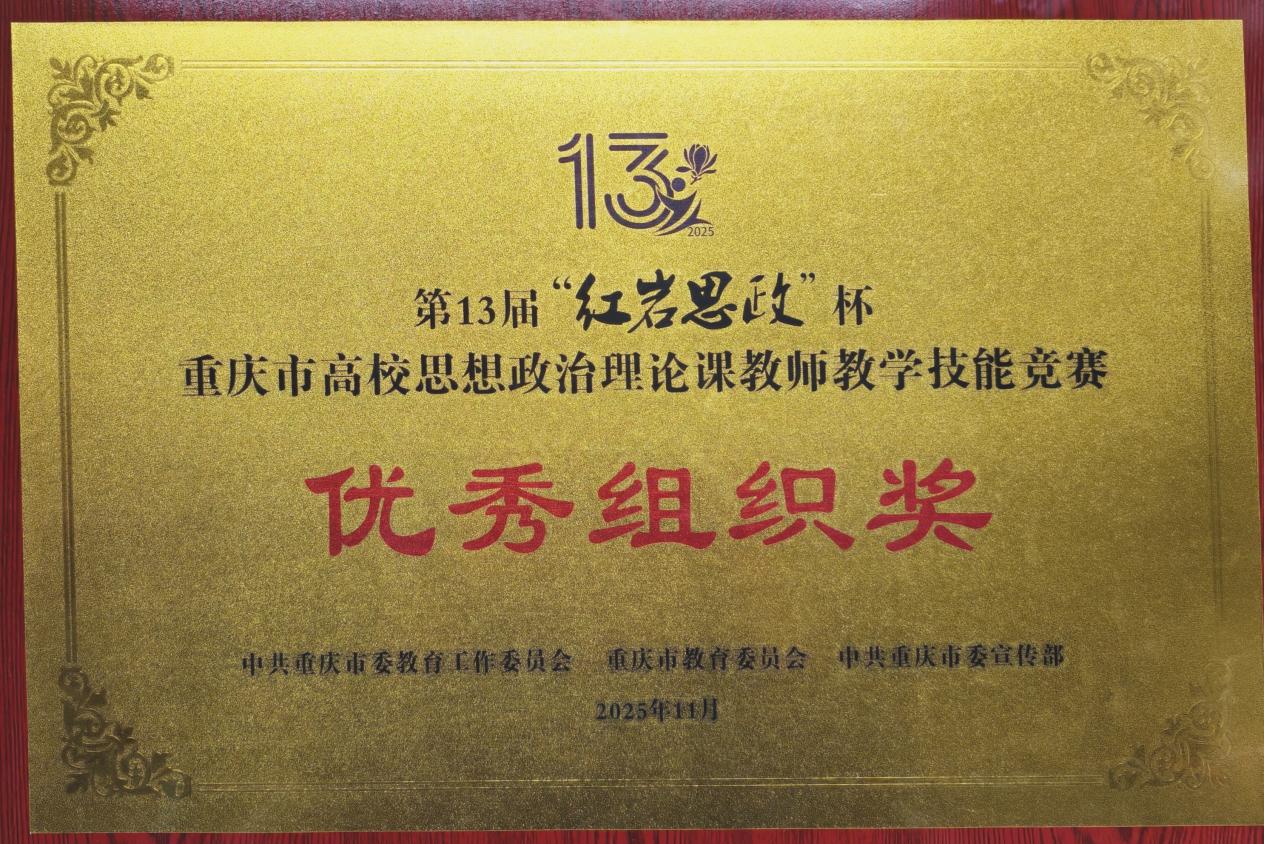 13
2025
第13届“红岩思政”杯
重庆市高校思想政治理论课教师教学技能竞赛
优秀组织奖
中共重庆市委教育工作委员会 重庆市教育委员会 中共重庆市委宣传部
2025年11月